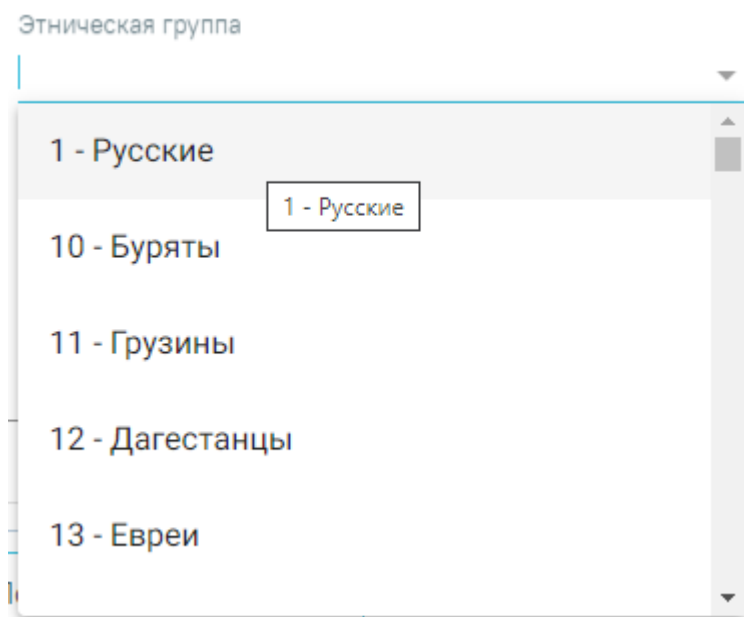 Этническая группа
1 - Русские
1 - Русские
10 - Буряты
11 - Грузины
12 - Дагестанцы
13 - Евреи